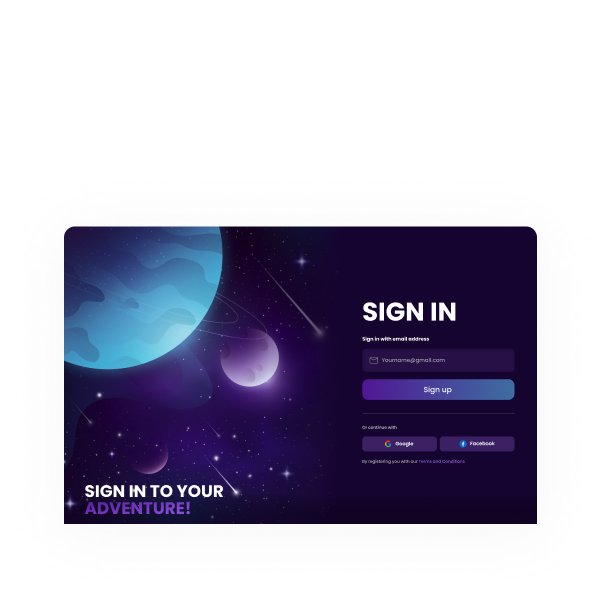 SIGN IN TO YOUR
ADVENTURE!
SIGN IN
Sign in with email address
Yourname@gmail.com
Sign up
Or continue with
Google
Facebook
By registering you with our Terms and Conditions